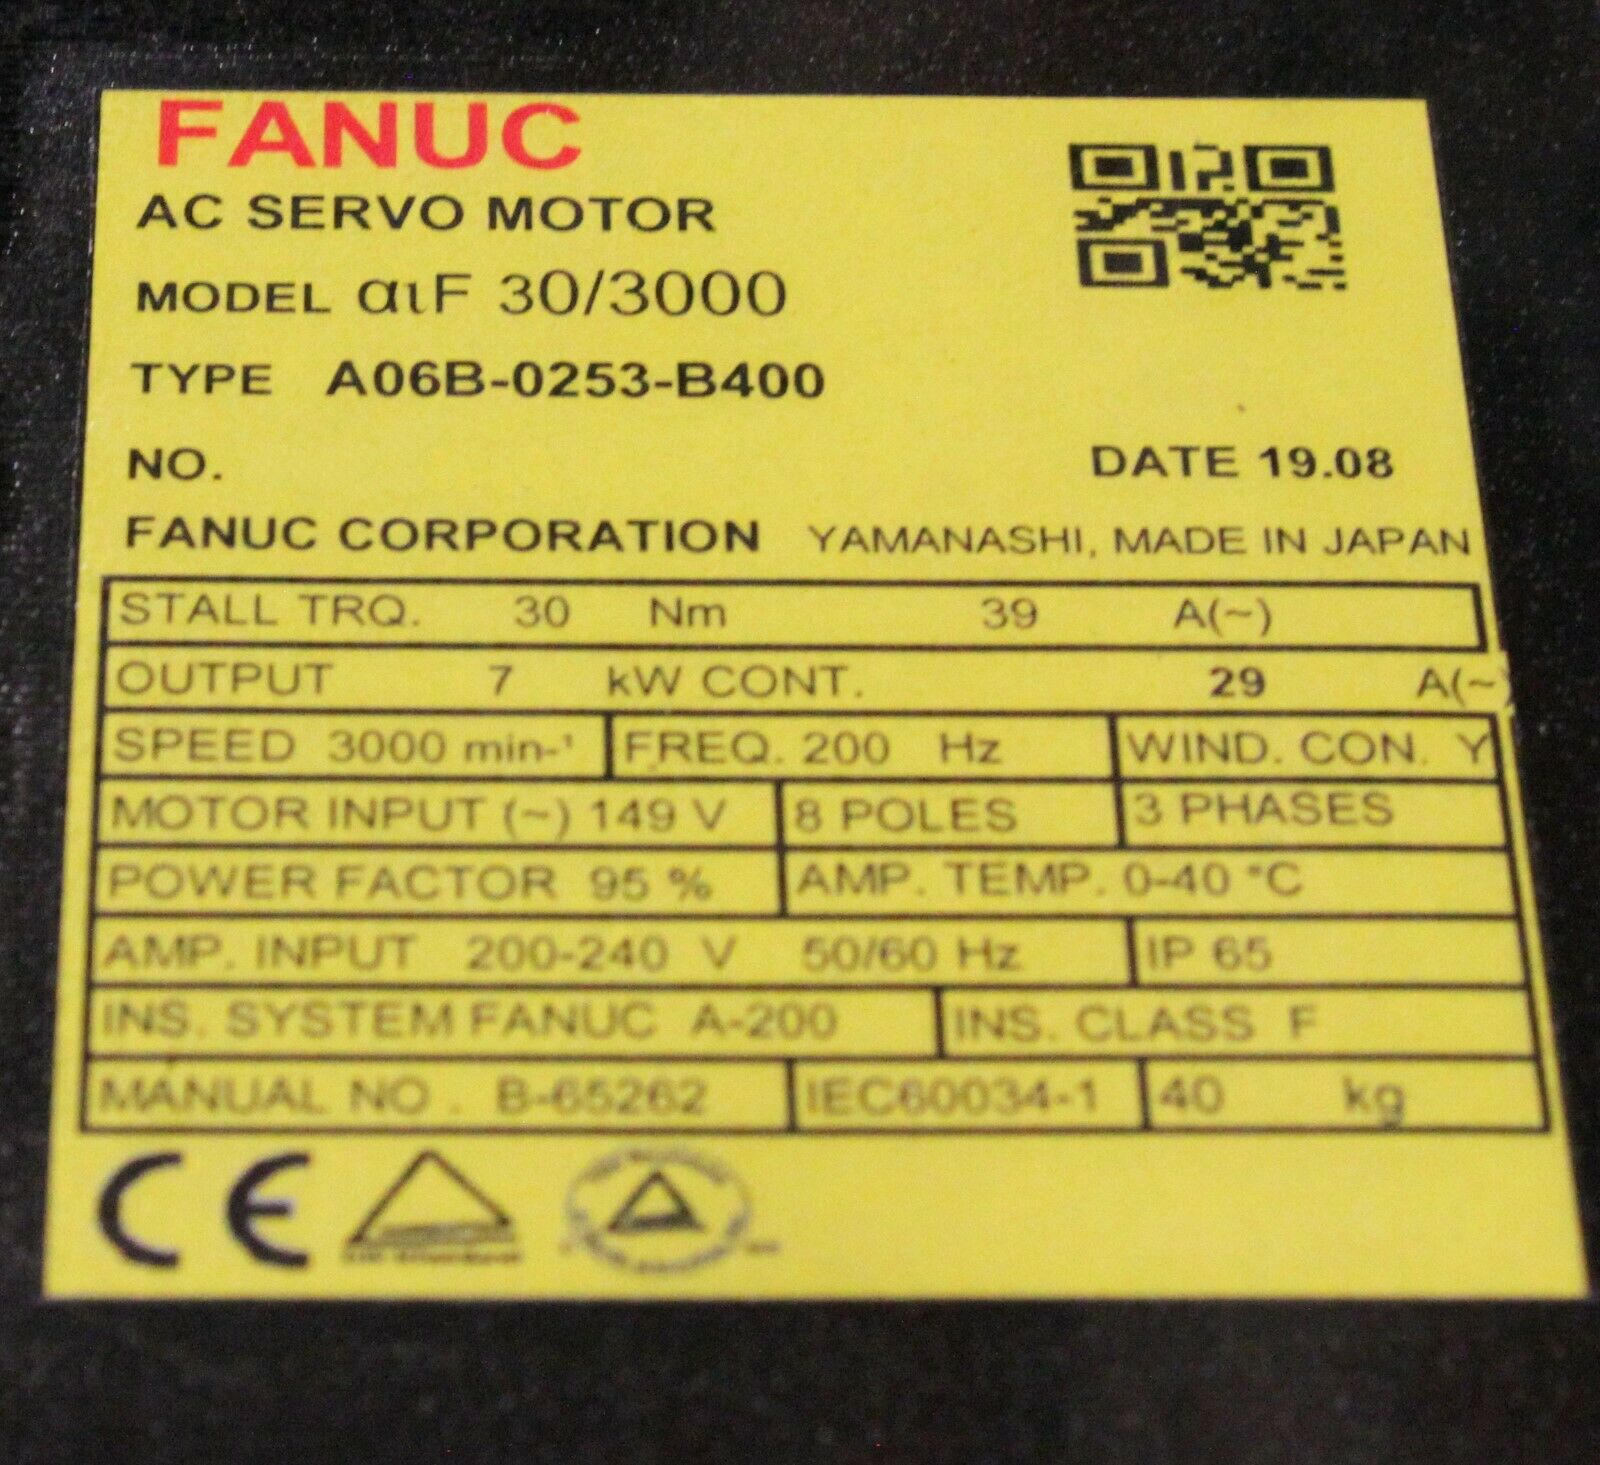 FANUC
AC SERVO MOTOR
MODEL αιF 30/3000
TYPE A06B-0253-B400
NO. DATE 19.08
FANUC CORPORATION YAMANASHI, MADE IN JAPAN
STALL TRQ. 30 Nm 39 A(~)
OUTPUT 7 kW CONT. 29 A(~)
SPEED 3000 min-¹ FREQ. 200 Hz WIND. CON. Y
MOTOR INPUT (~) 149 V 8 POLES 3 PHASES
POWER FACTOR 95 % AMP. TEMP. 0-40 °C
AMP. INPUT 200-240 V 50/60 Hz IP 65
INS. SYSTEM FANUC A-200 INS. CLASS F
MANUAL NO. B-65262 IEC60034-1 40 kg
CE